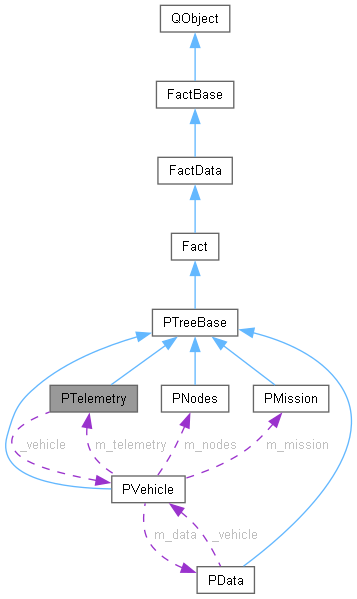 QObject
FactBase
FactData
Fact
PTreeBase
PTelemetry PNodes PMission
_vehicle m_telemetry m_nodes m_mission
PVehicle
m_data _vehicle
PData